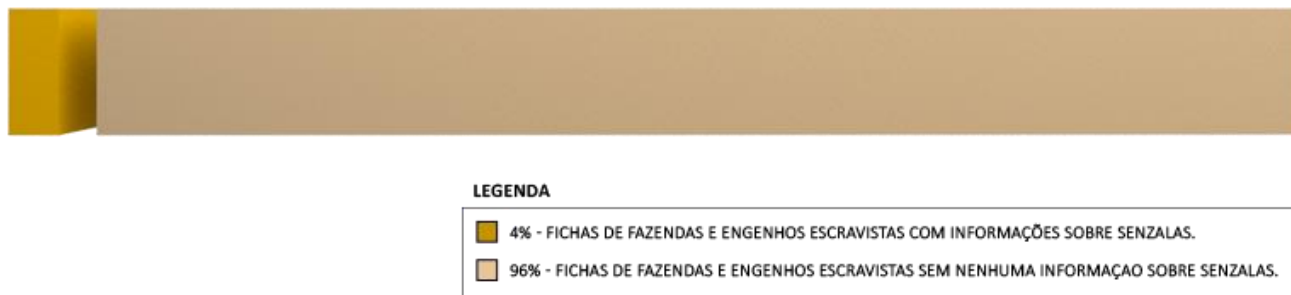 LEGENDA
4% - FICHAS DE FAZENDAS E ENGENHOS ESCRAVISTAS COM INFORMAÇÕES SOBRE SENZALAS.
96% - FICHAS DE FAZENDAS E ENGENHOS ESCRAVISTAS SEM NENHUMA INFORMAÇAO SOBRE SENZALAS.